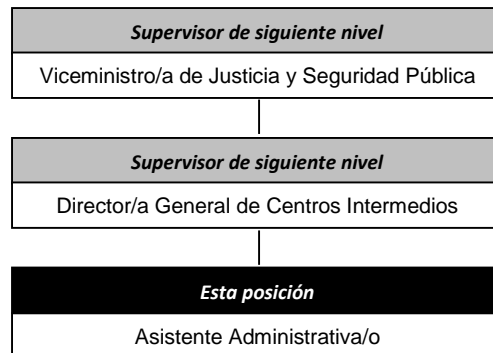 Supervisor de siguiente nivel
Viceministro/a de Justicia y Seguridad Pública
Supervisor de siguiente nivel
Director/a General de Centros Intermedios
Esta posición
Asistente Administrativa/o